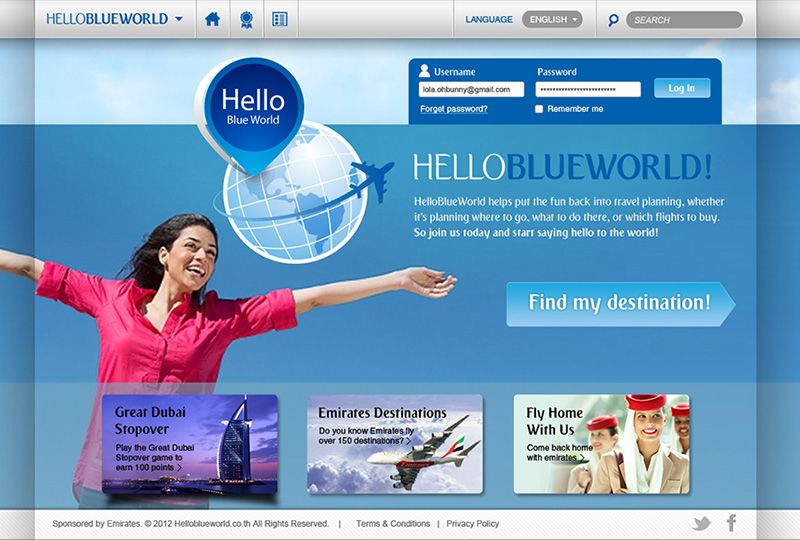 HELLOBLUEWORLD
LANGUAGE
ENGLISH
SEARCH
Username
Password
lola.ohbunny@gmail.com
************************
Log In
Forget password?
Remember me
Hello
Blue World
HELLOBLUEWORLD!
HelloBlueWorld helps put the fun back into travel planning, whether
it's planning where to go, what to do there, or which flights to buy.
So join us today and start saying hello to the world!
Find my destination!
Great Dubai
Stopover
Play the Great Dubai
Stopover game to
earn 100 points >
Emirates Destinations
Do you know Emirates fly
over 150 destinations? >
Emirates
Fly Home
With Us
Come back home
with emirates >
Sponsored by Emirates. © 2012 Helloblueworld.co.th All Rights Reserved. | Terms & Conditions | Privacy Policy